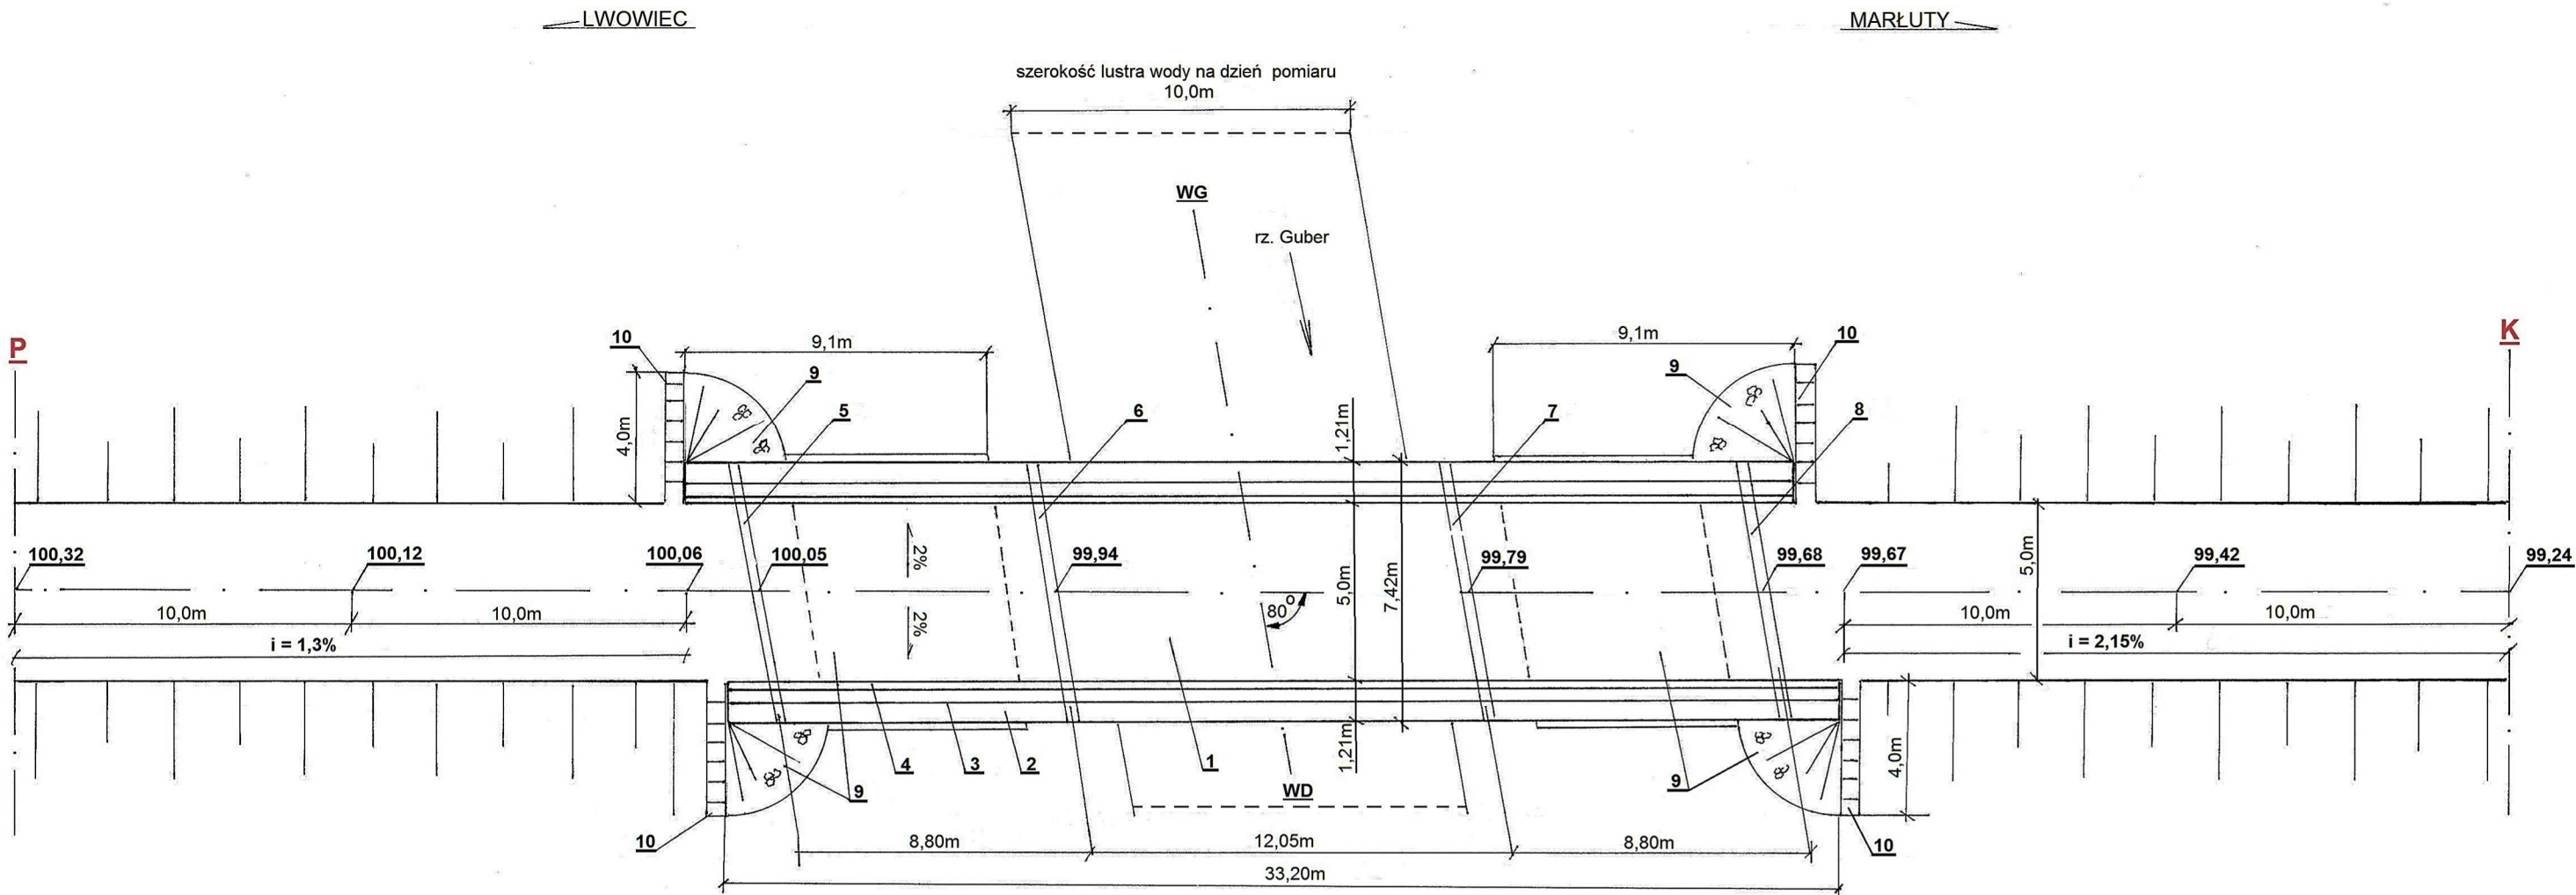 LWOWIEC
MARŁUTY
szerokość lustra wody na dzień pomiaru
10,0m
WG
rz. Guber
P
K
10
9,1m
9,1m
10
9
9
5
6
7
8
4,0m
1,21m
100,32
100,12
100,06
100,05
2%
99,94
99,79
99,68
99,67
99,42
99,24
5,0m
7,42m
5,0m
80°
10,0m
10,0m
2%
10,0m
10,0m
i = 1,3%
i = 2,15%
1,21m
4,0m
4
3
2
1
9
9
WD
10
10
8,80m
12,05m
8,80m
33,20m